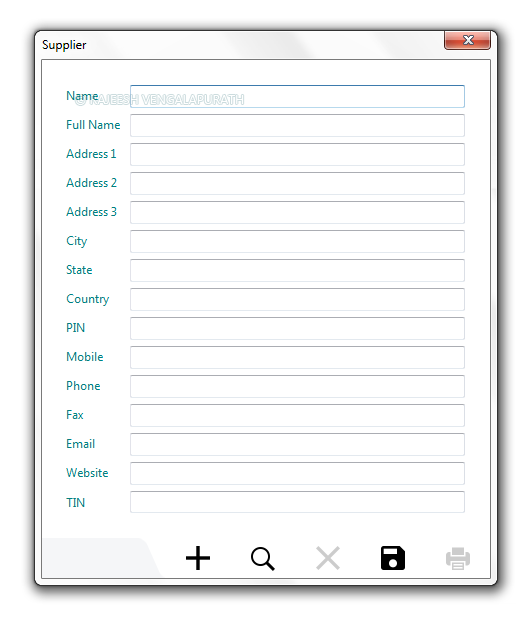 Supplier
Name
© RAJEESH VENGALAPURATH
Full Name
Address 1
Address 2
Address 3
City
State
Country
PIN
Mobile
Phone
Fax
Email
Website
TIN